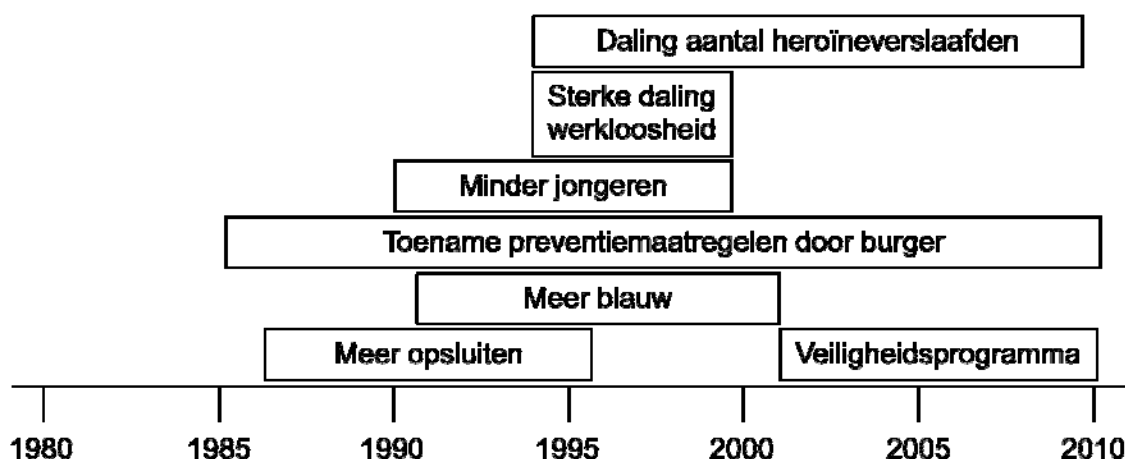 Daling aantal heroïneverslaafden
Sterke daling
werkloosheid
Minder jongeren
Toename preventiemaatregelen door burger
Meer blauw
Meer opsluiten
Veiligheidsprogramma
1980 1985 1990 1995 2000 2005 2010